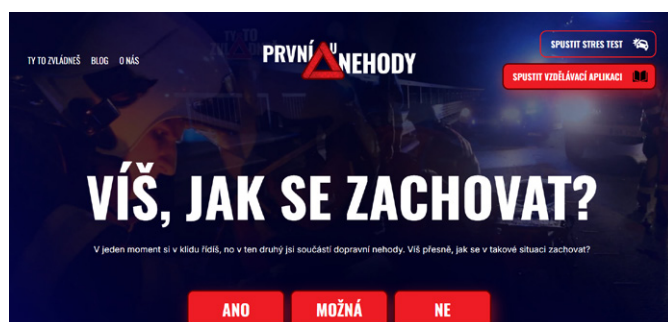 TY TO ZVLÁDNEŠ BLOG O NÁS
PRVNÍ U NEHODY
SPUSTIT STRES TEST
SPUSTIT VZDĚLÁVACÍ APLIKACI
VÍŠ, JAK SE ZACHOVAT?
V jeden moment si v klidu řídíš, no v ten druhý jsi součástí dopravní nehody. Víš přesně, jak se v takové situaci zachovat?
ANO MOŽNÁ NE